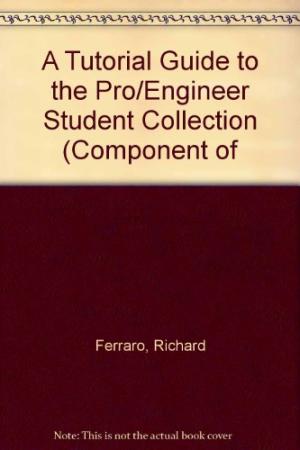 A Tutorial Guide to
the Pro/Engineer
Student Collection
(Component of
Ferraro, Richard
Note: This is not the actual book cover